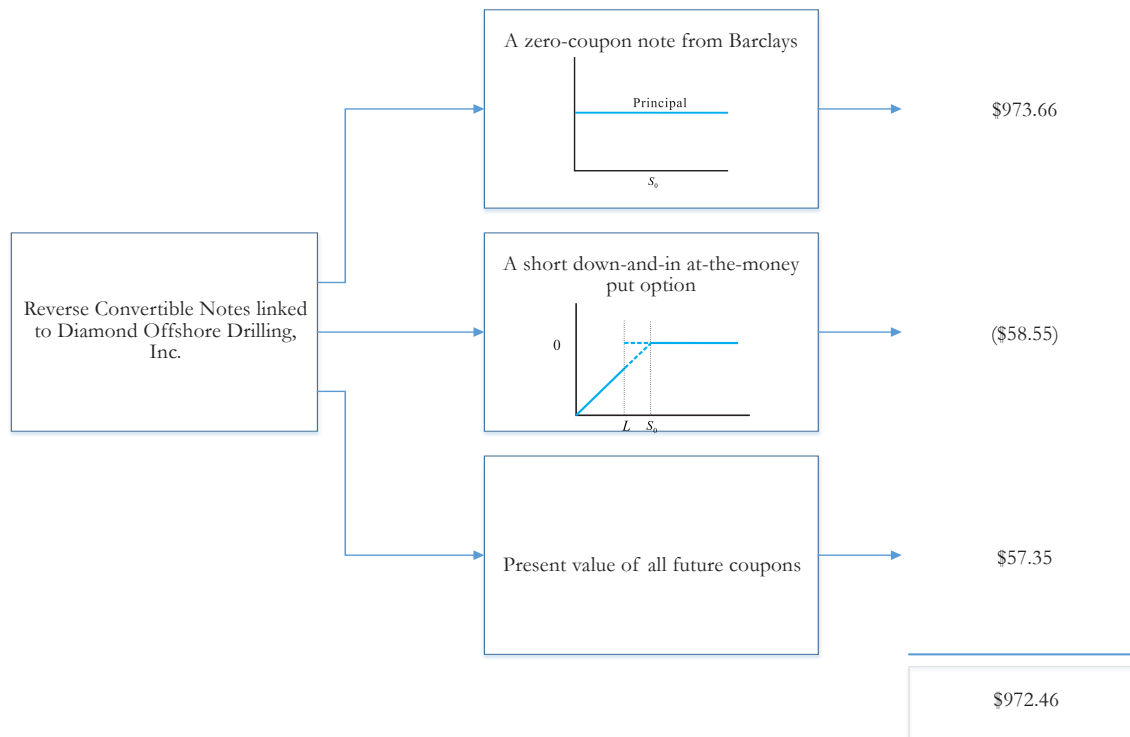 A zero-coupon note from Barclays
Principal
S₀
$973.66
Reverse Convertible Notes linked
to Diamond Offshore Drilling,
Inc.
A short down-and-in at-the-money
put option
0
L S₀
($58.55)
Present value of all future coupons
$57.35
$972.46